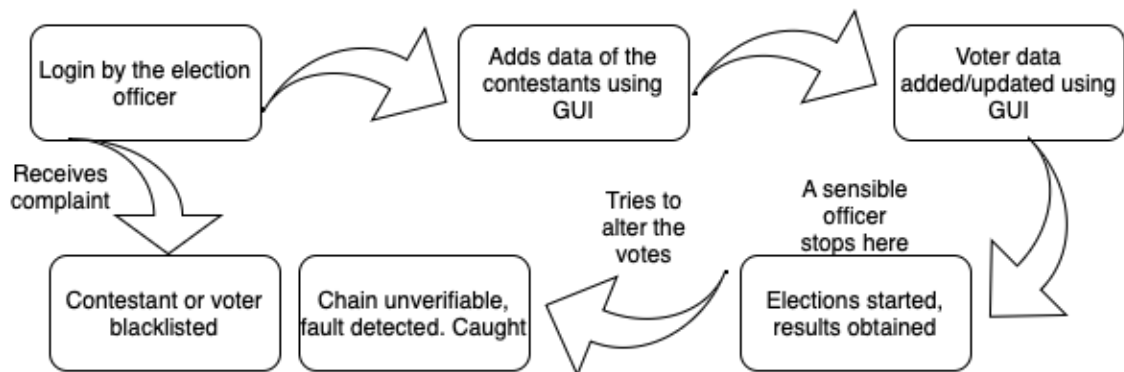 Login by the election
officer
Adds data of the
contestants using
GUI
Voter data
added/updated using
GUI
Receives
complaint
Tries to
alter the
votes
A sensible
officer
stops here
Contestant or voter
blacklisted
Chain unverifiable,
fault detected. Caught
Elections started,
results obtained